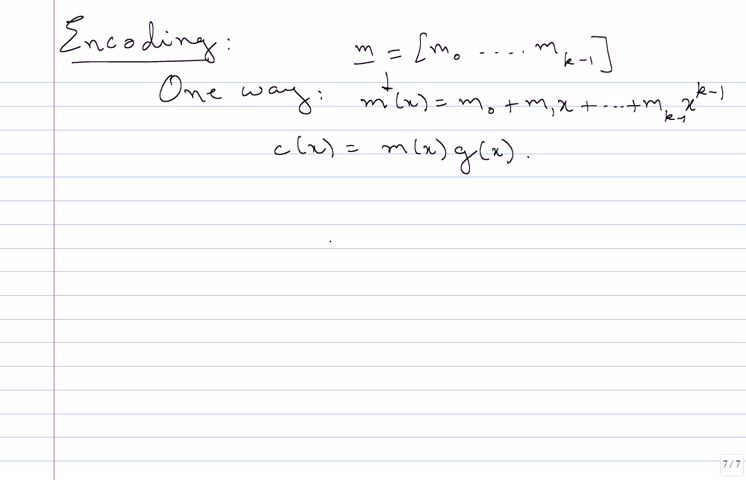 Encoding: m = [m₀ ..... m_{k-1}]
One way: m(x) = m₀ + m₁x + ..... + m_{k-1} x^{k-1}
c(x) = m(x) g(x).
7/7